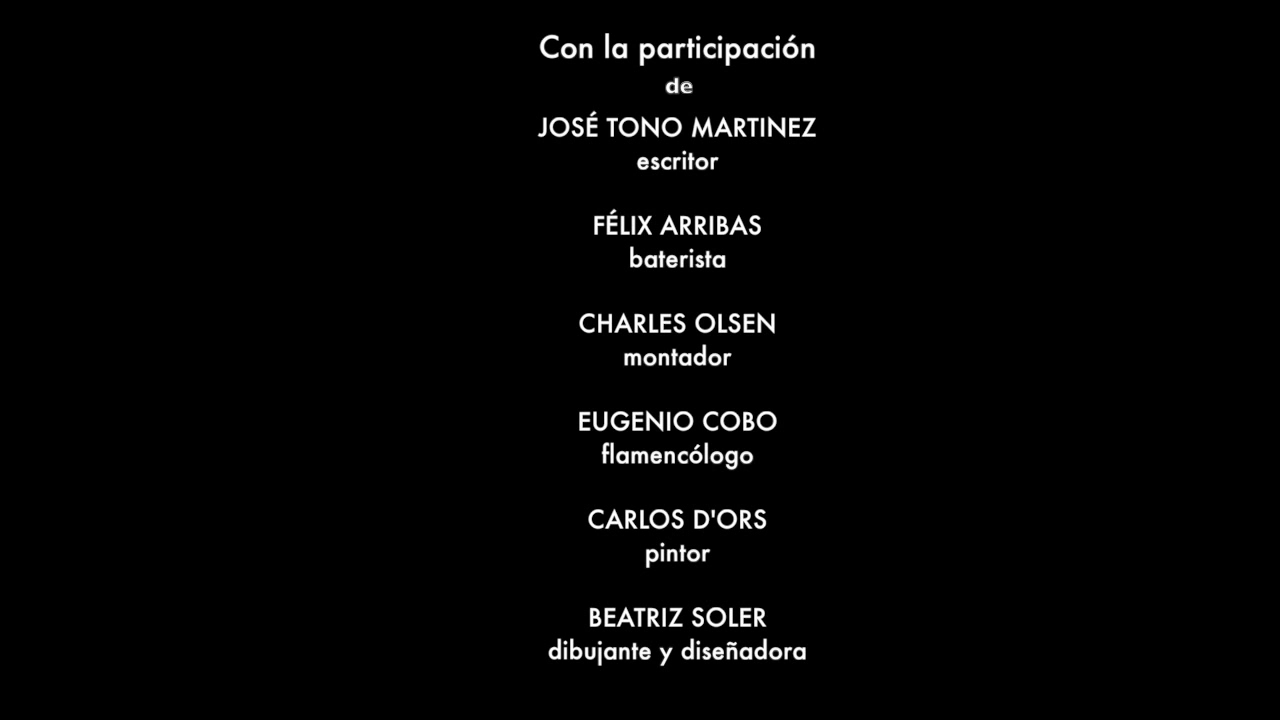 Con la participación
de
JOSÉ TONO MARTINEZ
escritor
FÉLIX ARRIBAS
baterista
CHARLES OLSEN
montador
EUGENIO COBO
flamencólogo
CARLOS D'ORS
pintor
BEATRIZ SOLER
dibujante y diseñadora